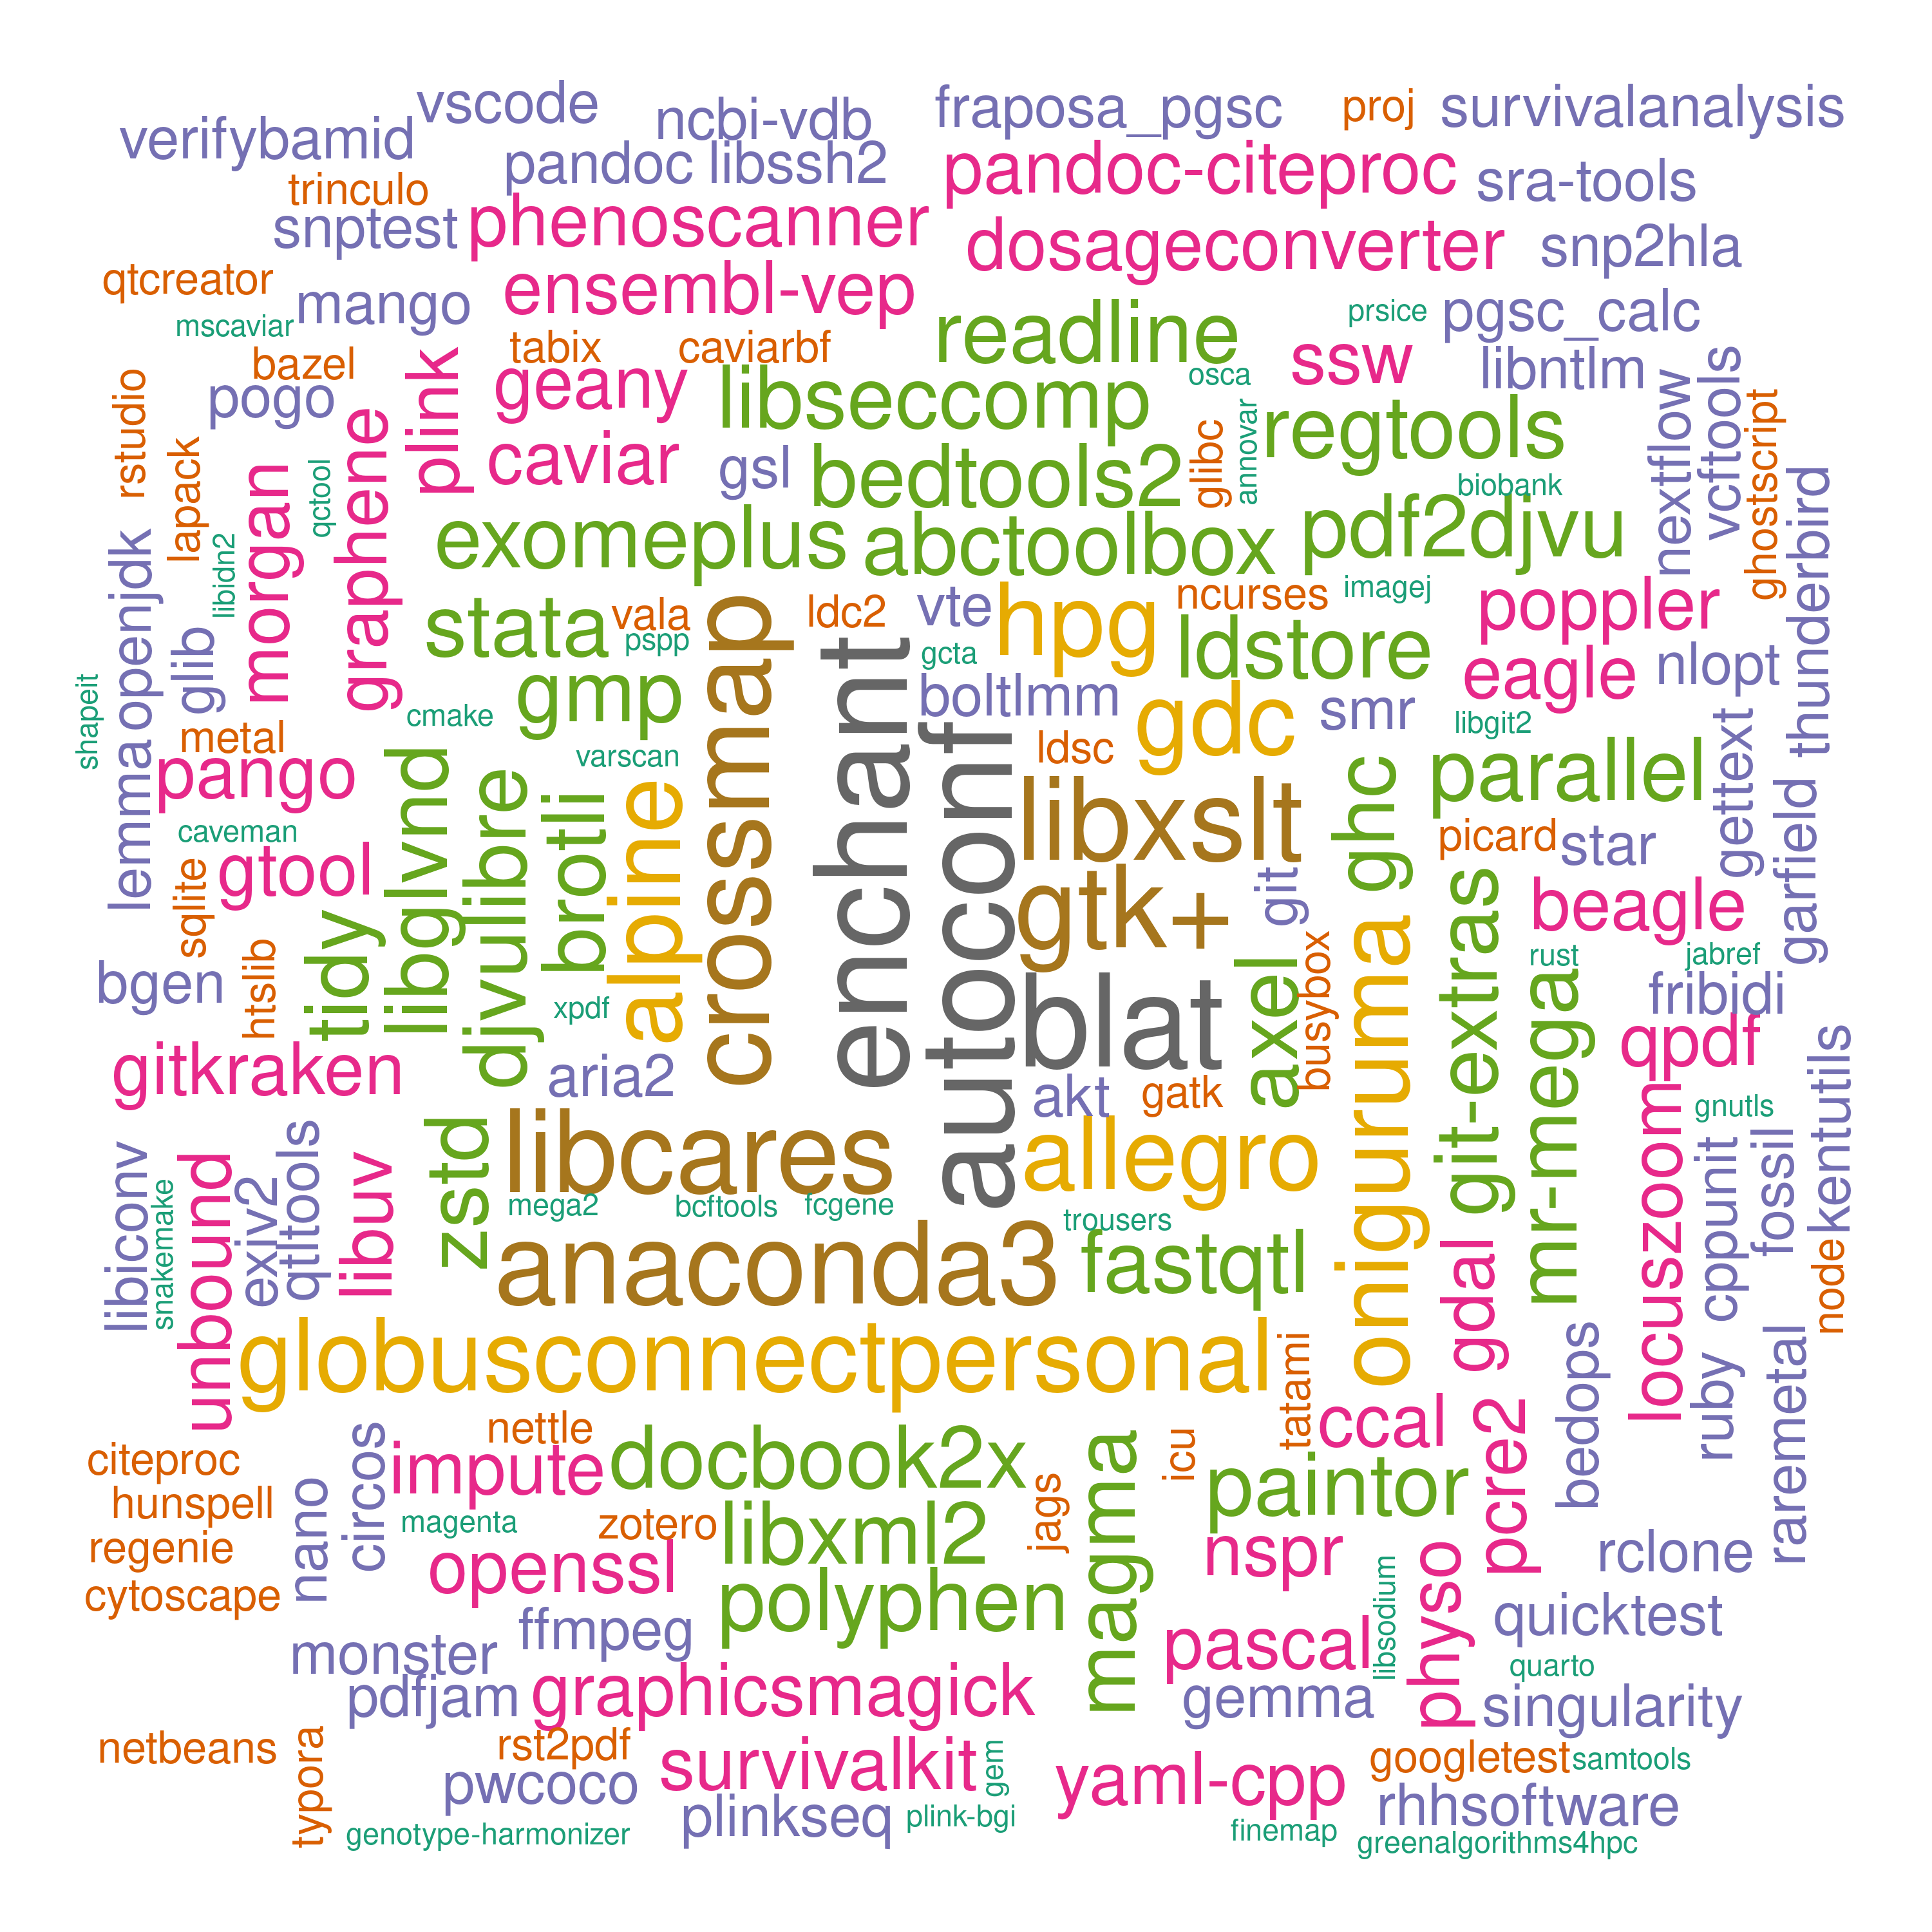 vscode
ncbi-vdb
fraposa_pgsc
proj
survivalanalysis
verifybamid
pandoc
libssh2
pandoc-citeproc
sra-tools
trinculo
snptest
phenoscanner
dosageconverter
snp2hla
qtcreator
mango
ensembl-vep
readline
prsice
pgsc_calc
mscaviar
bazel
tabix
caviarbf
osca
ssw
libntlm
pogo
plink
geany
libseccomp
regtools
nextflow
vcftools
ghostscript
rstudio
lapack
qctool
morgan
graphene
caviar
gsl
bedtools2
glibc
annovar
biobank
thunderbird
openjdk
libidn2
exomeplus
abctoolbox
pdf2djvu
glib
stata
vala
pspp
crossmap
ldc2
vte
hpg
ncurses
imagej
poppler
gcta
ldstore
eagle
nlopt
shapeit
gmp
enchant
boltlmm
gdc
smr
libgit2
gettext
lemma
metal
cmake
pango
libglvnd
varscan
autoconf
ldsc
libxslt
ghc
parallel
garfield
caveman
gtool
djvulibre
brotli
alpine
gtk+
git
picard
star
sqlite
tidy
oniguruma
git-extras
beagle
bgen
htslib
xpdf
blat
axel
busybox
rust
mr-mega
jabref
fribidi
gitkraken
aria2
akt
gatk
qpdf
kentutils
libiconv
snakemake
unbound
exiv2
qtltools
libuv
zstd
libcares
allegro
locuszoom
gnutls
cppunit
fossil
mega2
bcftools
fcgene
trousers
anaconda3
fastqtl
gdal
node
globusconnectpersonal
tatami
bedops
ruby
raremetal
citeproc
circos
nettle
impute
docbook2x
magma
icu
ccal
paintor
pcre2
hunspell
nano
magenta
zotero
libxml2
jags
nspr
rclone
regenie
openssl
cytoscape
polyphen
libsodium
physo
quicktest
ffmpeg
monster
pascal
quarto
pdfjam
graphicsmagick
gemma
singularity
netbeans
typora
rst2pdf
survivalkit
gem
yaml-cpp
googletest
samtools
pwcoco
plinkseq
plink-bgi
finemap
rhhsoftware
genotype-harmonizer
greenalgorithms4hpc